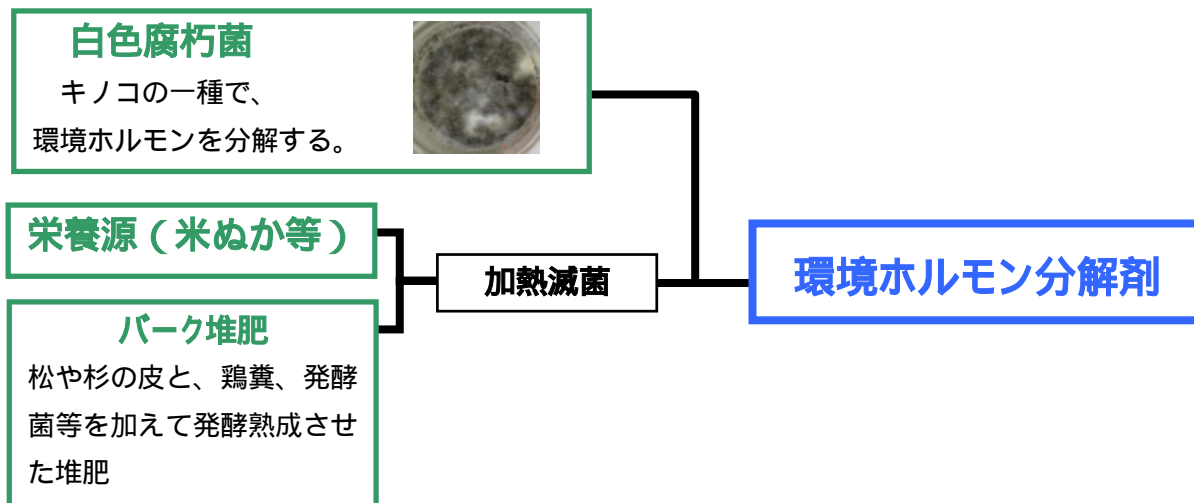 白色腐朽菌
キノコの一種で、
環境ホルモンを分解する。
栄養源（米ぬか等）
加熱滅菌
環境ホルモン分解剤
バーク堆肥
松や杉の皮と、鶏糞、発酵
菌等を加えて発酵熟成させ
た堆肥